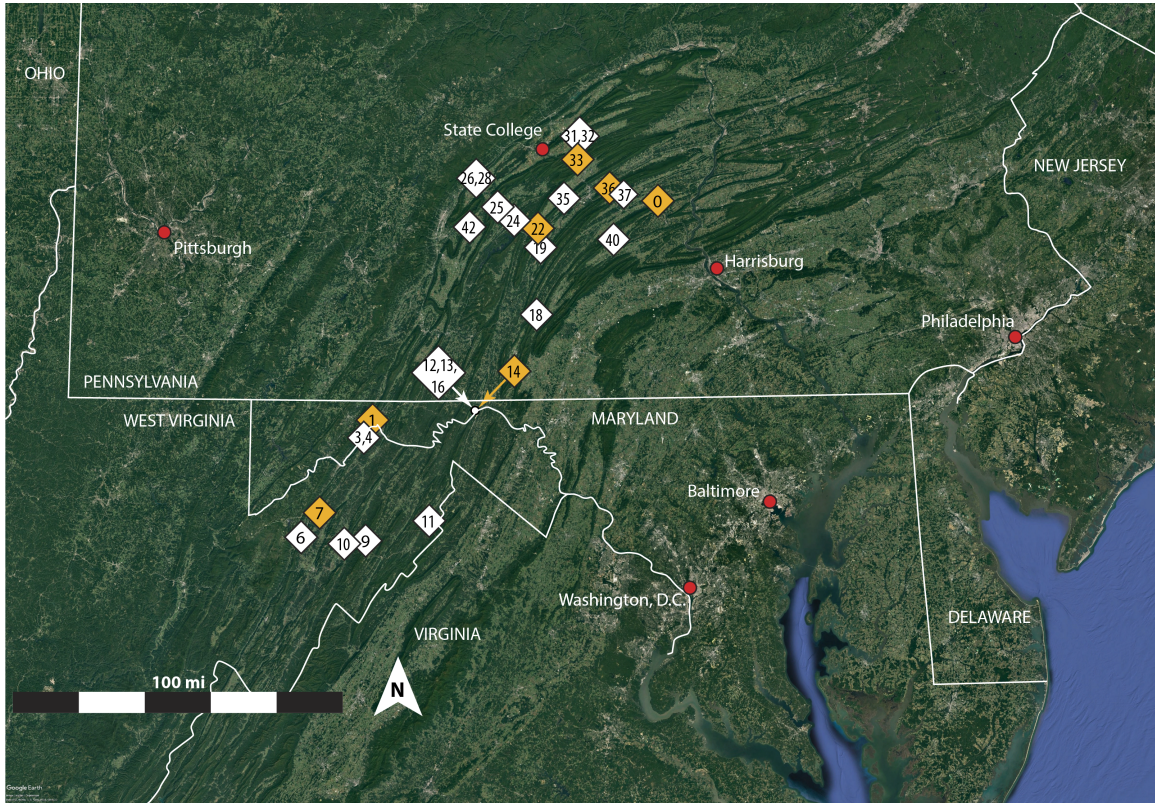 OHIO
State College
31,32
33
NEW JERSEY
26,28
36
37
35
0
25
24
42
22
19
40
Pittsburgh
Harrisburg
18
Philadelphia
12,13,
16
14
PENNSYLVANIA
WEST VIRGINIA
MARYLAND
1
3,4
Baltimore
7
11
6
10
9
Washington, D.C.
DELAWARE
VIRGINIA
100 mi
N
Google Earth